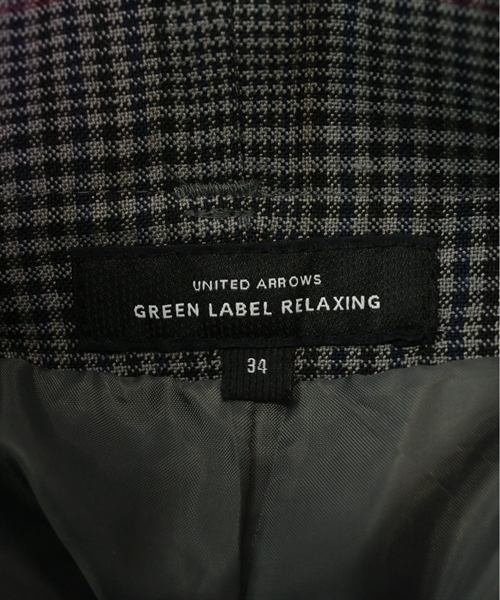 UNITED ARROWS
GREEN LABEL RELAXING
34